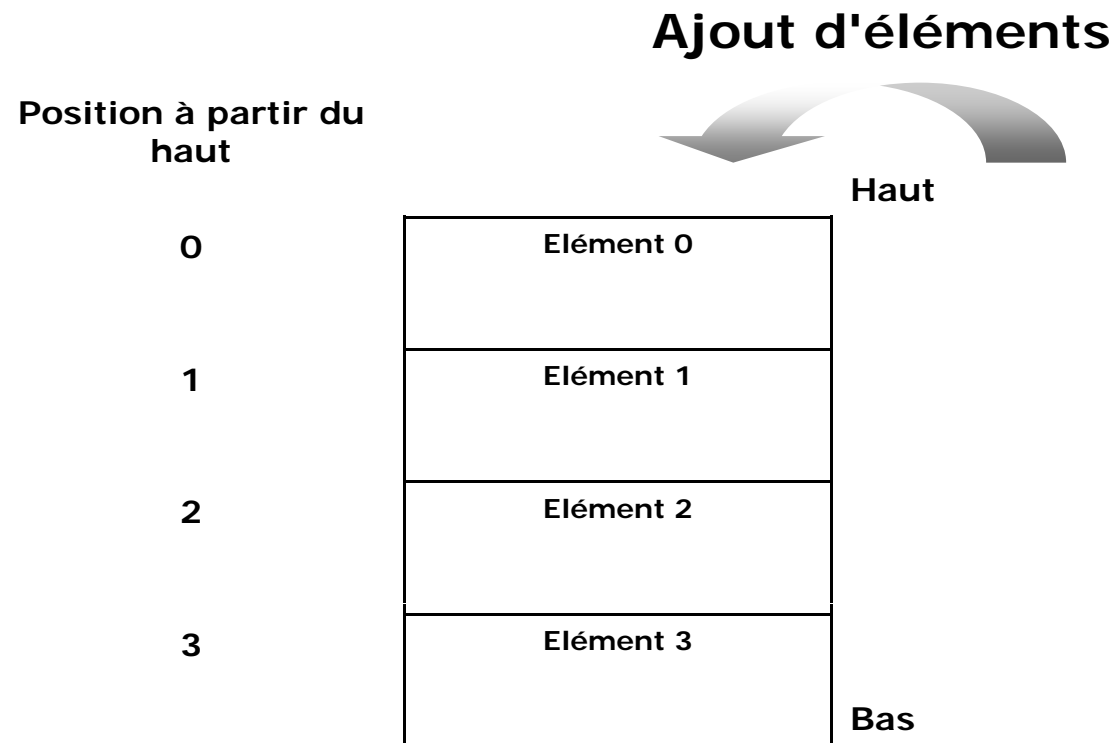 Ajout d'éléments
Position à partir du
haut
Haut
0
Elément 0
1
Elément 1
2
Elément 2
3
Elément 3
Bas